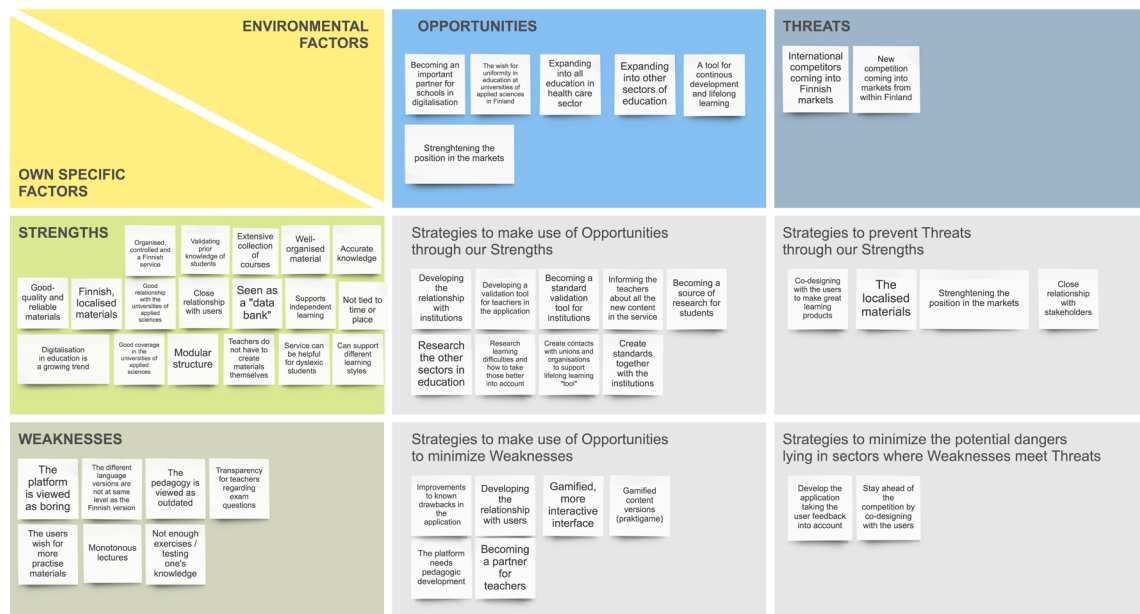 ENVIRONMENTAL
FACTORS
OWN SPECIFIC
FACTORS
OPPORTUNITIES
Becoming an
important
partner for
schools in
digitalisation
The wish for
uniformity in
education at
universities of
applied sciences
in Finland
Expanding
into all
education in
health care
sector
Expanding
into other
sectors of
education
A tool for
continous
development
and lifelong
learning
Strenghtening the
position in the markets
THREATS
International
competitors
coming into
Finnish
markets
New
competition
coming into
markets from
within Finland
STRENGTHS
Organised,
controlled and
a Finnish
service
Validating
prior
knowledge of
students
Extensive
collection
of
courses
Well-
organised
material
Accurate
knowledge
Good-
quality and
reliable
materials
Finnish,
localised
materials
Good
relationship
with the
universities of
applied
sciences
Close
relationship
with users
Seen as
a "data
bank"
Supports
independent
learning
Not tied to
time or
place
Digitalisation
in education is
a growing trend
Good coverage
in the
universities of
applied
sciences
Modular
structure
Teachers do
not have to
create
materials
themselves
Service can
be helpful
for dyslexic
students
Can support
different
learning
styles
Strategies to make use of Opportunities
through our Strengths
Developing
the
relationship
with
institutions
Developing a
validation tool
for teachers in
the application
Becoming a
standard
validation
tool for
institutions
Informing the
teachers
about all the
new content
in the service
Becoming a
source of
research for
students
Research
the other
sectors in
education
Research
learning
difficulties and
how to take
those better
into account
Create contacts
with unions and
organisations
to support
lifelong learning
"tool"
Create
standards
together
with the
institutions
Strategies to prevent Threats
through our Strengths
Co-designing
with the users
to make great
learning
products
The
localised
materials
Strenghtening the
position in the markets
Close
relationship
with
stakeholders
WEAKNESSES
The
platform
is viewed
as boring
The different
language
versions are
not at same
level as the
Finnish version
The
pedagogy is
viewed as
outdated
Transparency
for teachers
regarding
exam
questions
The users
wish for
more
practise
materials
Monotonous
lectures
Not enough
exercises /
testing
one's
knowledge
Strategies to make use of Opportunities
to minimize Weaknesses
Improvements
to known
drawbacks in
the
application
Developing
the
relationship
with users
Gamified,
more
interactive
interface
Gamified
content
versions
(praktigame)
The platform
needs
pedagogic
development
Becoming
a partner
for
teachers
Strategies to minimize the potential dangers
lying in sectors where Weaknesses meet Threats
Develop the
application
taking the
user feedback
into account
Stay ahead of
the
competition by
co-designing
with the users